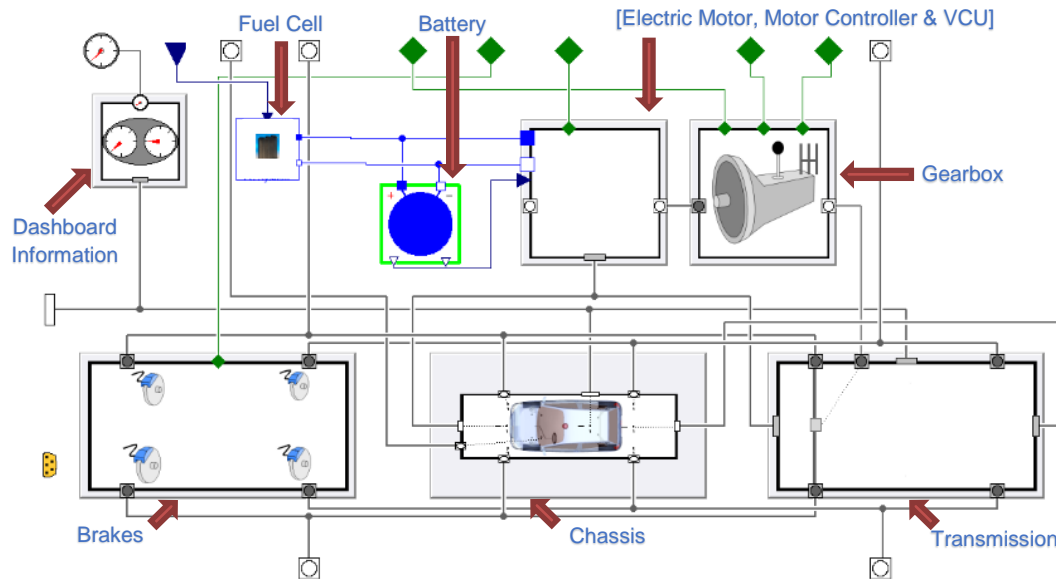 Fuel Cell
Battery
[Electric Motor, Motor Controller & VCU]
+
−
Gearbox
Dashboard
Information
Brakes
Chassis
Transmission